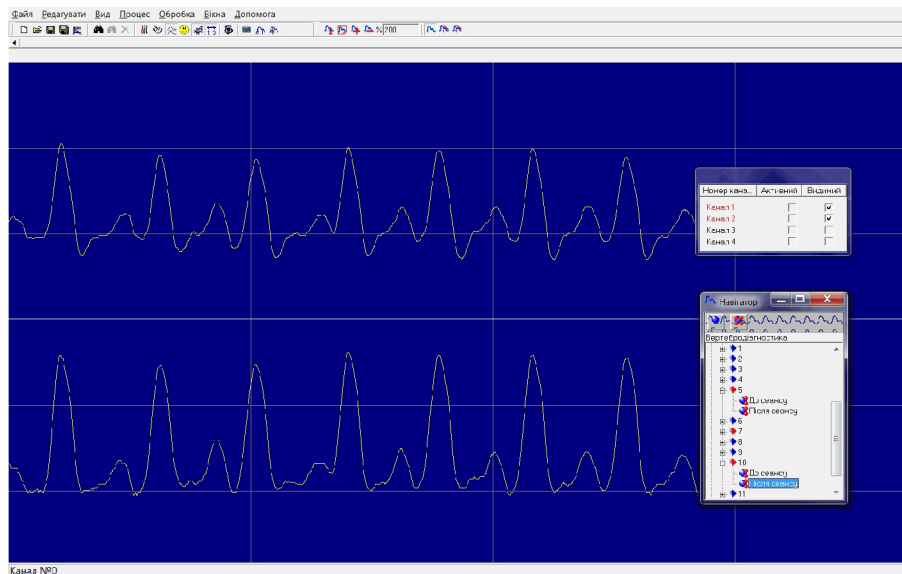 Файл Редагувати Вид Процес Обробка Вікна Допомога
% 200
Номер кана... Активний Видимий
Канал 1
Канал 2
Канал 3
Канал 4
Навігатор
Вертебродіагностика
1
2
3
4
5
До сеансу
Після сеансу
6
7
8
9
10
До сеансу
Після сеансу
11
Канал №0